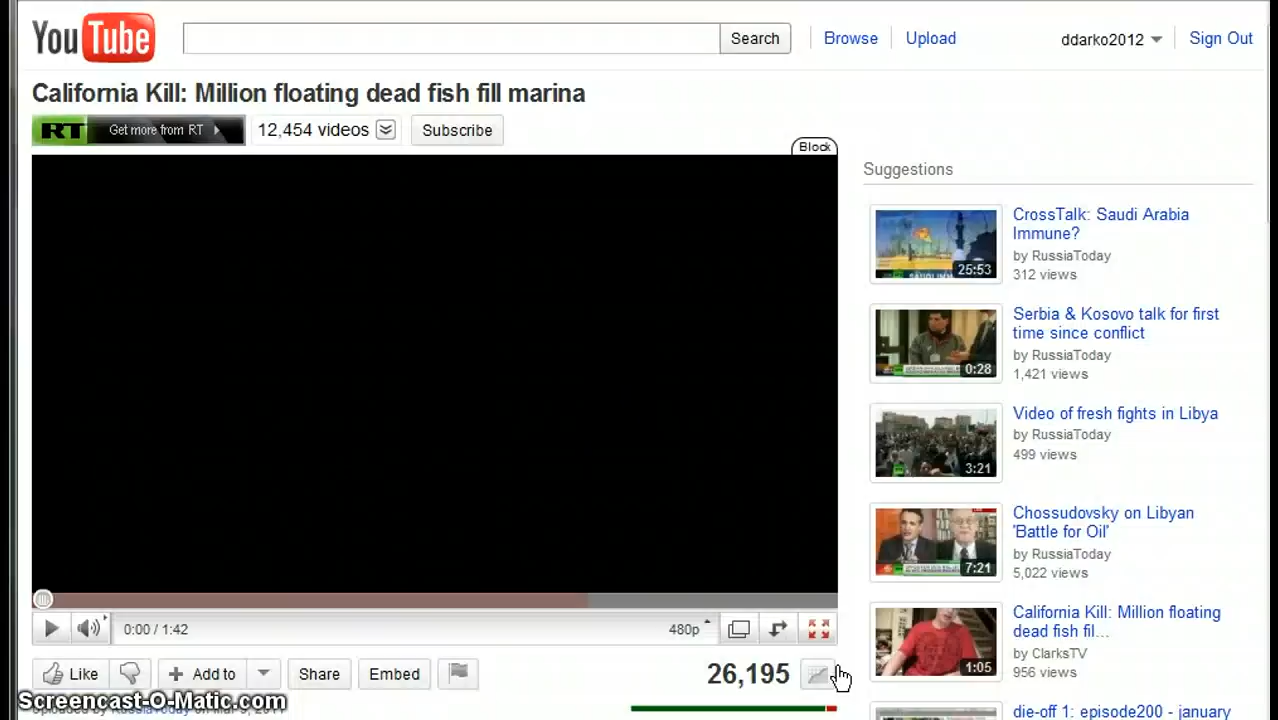 YouTube
Search
Browse
Upload
ddarko2012
Sign Out
California Kill: Million floating dead fish fill marina
RT Get more from RT
12,454 videos
Subscribe
Block
Suggestions
CrossTalk: Saudi Arabia
Immune?
by RussiaToday
312 views
25:53
Serbia & Kosovo talk for first
time since conflict
by RussiaToday
1,421 views
0:28
Video of fresh fights in Libya
by RussiaToday
499 views
3:21
Chossudovsky on Libyan
'Battle for Oil'
by RussiaToday
5,022 views
7:21
California Kill: Million floating
dead fish fil...
by ClarksTV
956 views
1:05
die-off 1: episode200 - january
0:00 / 1:42
480p
Like
Add to
Share
Embed
26,195
Screencast-O-Matic.com
Uploaded by RussiaToday on